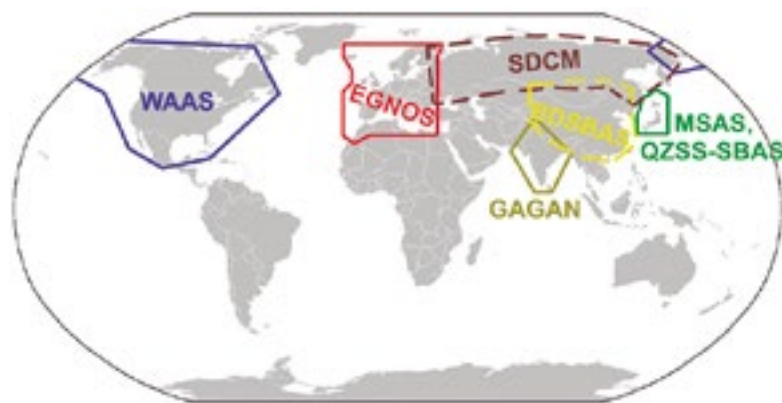 SDCM
WAAS
EGNOS
BDSBAS
MSAS,
QZSS-SBAS
GAGAN